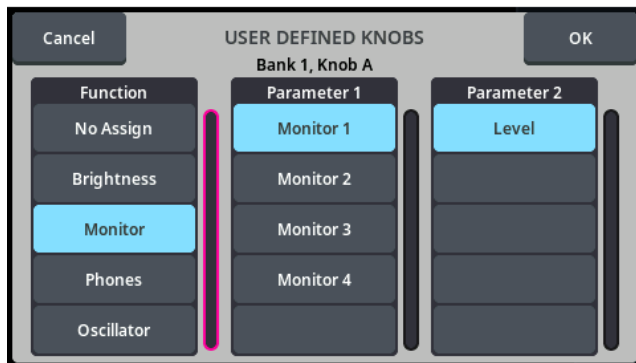 Cancel
USER DEFINED KNOBS
OK
Bank 1, Knob A
Function
Parameter 1
Parameter 2
No Assign
Monitor 1
Level
Brightness
Monitor 2
Monitor
Monitor 3
Phones
Monitor 4
Oscillator